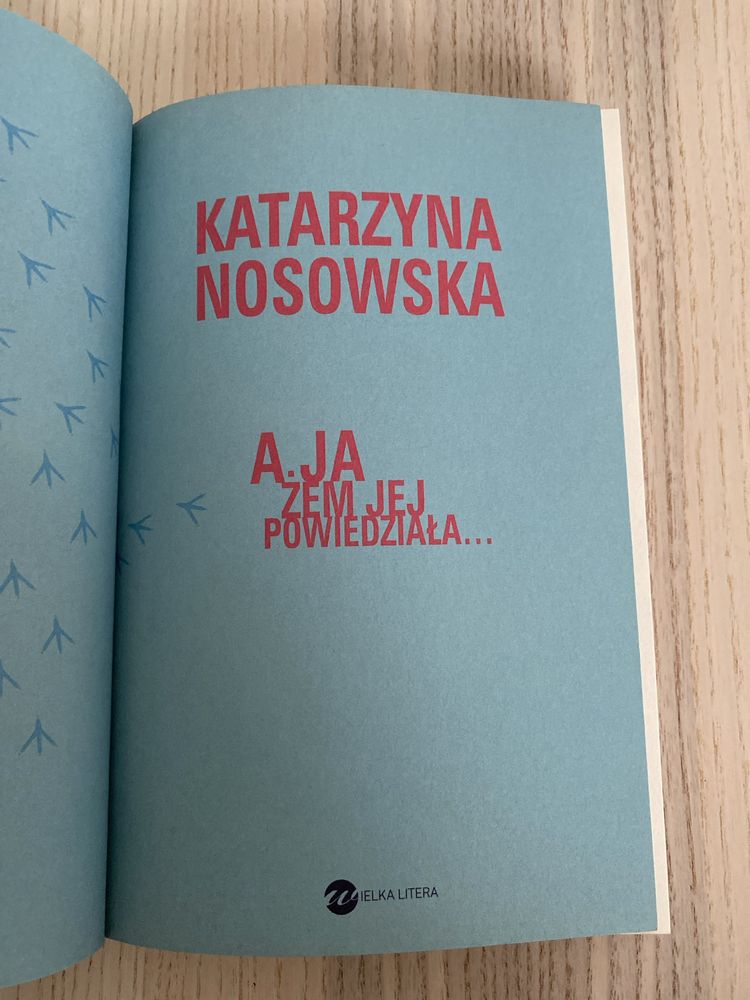 KATARZYNA
NOSOWSKA
A.JA
ŻEM JEJ
POWIEDZIAŁA...
WIELKA LITERA